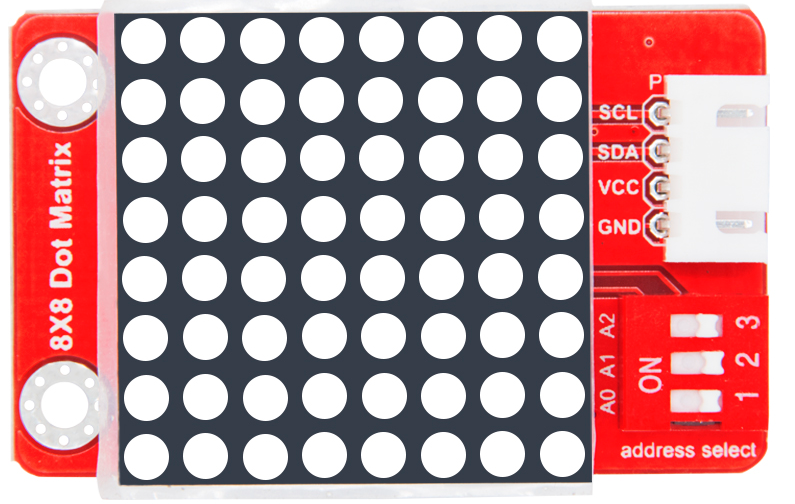 8X8 Dot Matrix
P
SCL
SDA
VCC
GND
A2
A1
A0
ON
3
2
1
address select